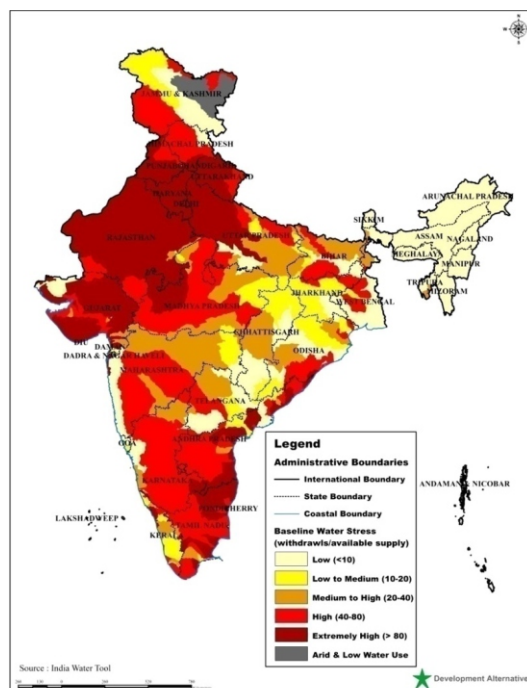 N
JAMMU & KASHMIR
HIMACHAL PRADESH
UTTARAKHAND
HARYANA
DELHI
RAJASTHAN
UTTAR PRADESH
SIKKIM
ARUNACHAL PRADESH
ASSAM
NAGALAND
MEGHALAYA
MANIPUR
BIHAR
TRIPURA
MIZORAM
JHARKHAND
WEST BENGAL
GUJARAT
MADHYA PRADESH
CHHATTISGARH
DIU
DAMAN
DADRA & NAGAR HAVELI
ODISHA
MAHARASHTRA
TELANGANA
GOA
ANDHRA PRADESH
KARNATAKA
LAKSHADWEEP
KERALA
TAMIL NADU
ANDAMAN & NICOBAR
Legend
Administrative Boundaries
International Boundary
State Boundary
Coastal Boundary
Baseline Water Stress
(withdrawls/available supply)
Low (<10)
Low to Medium (10-20)
Medium to High (20-40)
High (40-80)
Extremely High (> 80)
Arid & Low Water Use
Source : India Water Tool
Development Alternative